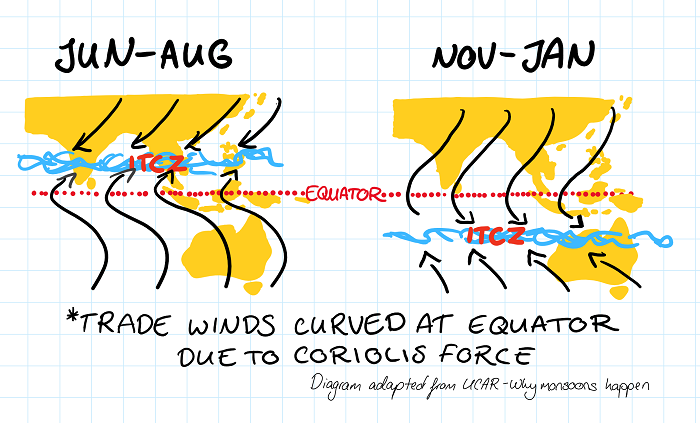 JUN-AUG
NOV-JAN
ITCZ
EQUATOR
ITCZ
*TRADE WINDS CURVED AT EQUATOR
DUE TO CORIOLIS FORCE
Diagram adapted from UCAR-Why monsoons happen